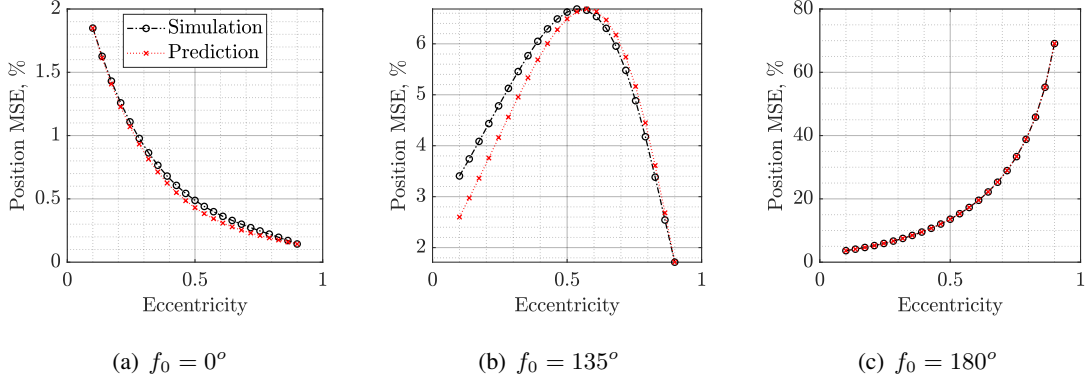 2
1.5
1
0.5
0
0
0.5
1
Position MSE, %
Eccentricity
Simulation
Prediction
(a) f₀ = 0ᵒ
6
5
4
3
2
0
0.5
1
Position MSE, %
Eccentricity
(b) f₀ = 135ᵒ
80
60
40
20
0
0
0.5
1
Position MSE, %
Eccentricity
(c) f₀ = 180ᵒ